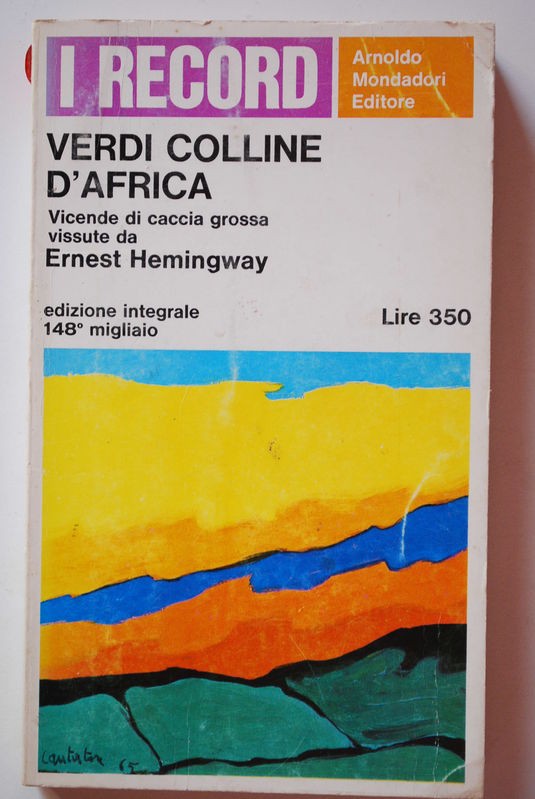 I RECORD
Arnoldo
Mondadori
Editore
VERDI COLLINE
D'AFRICA
Vicende di caccia grossa
vissute da
Ernest Hemingway
edizione integrale
148° migliaio
Lire 350
65